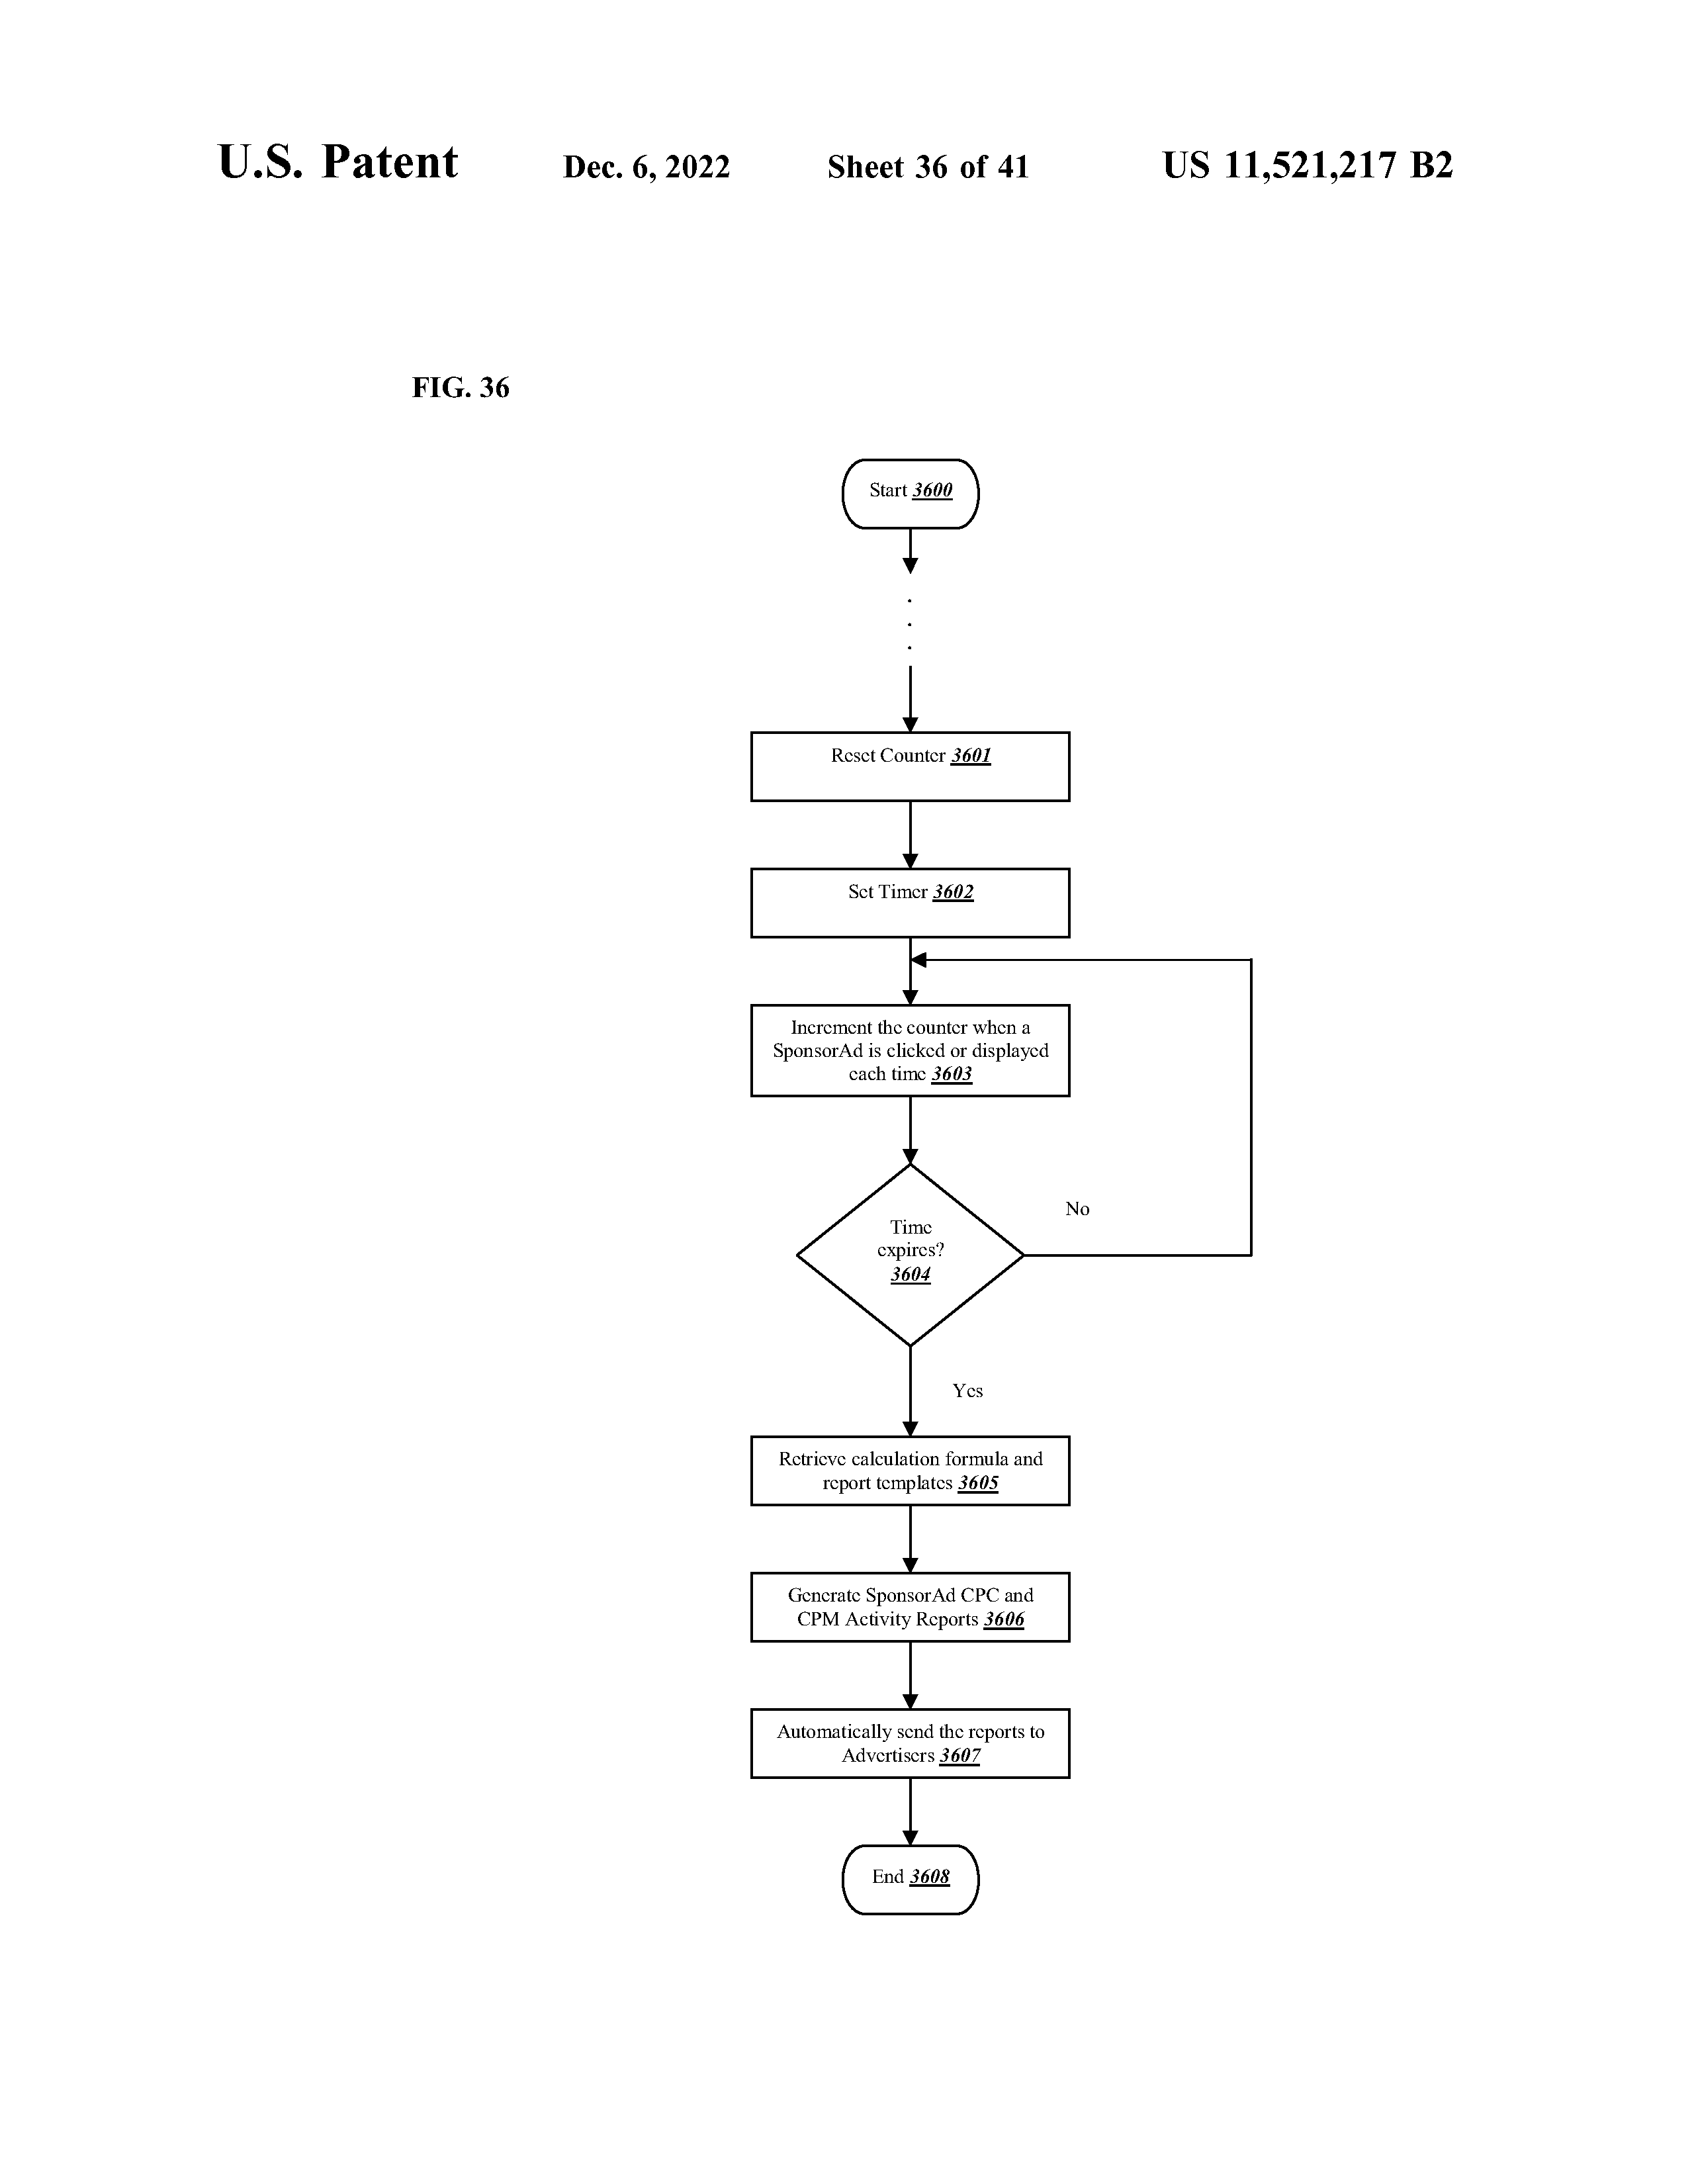 U.S. Patent Dec. 6, 2022 Sheet 36 of 41 US 11,521,217 B2
FIG. 36
Start 3600
.
.
.
Reset Counter 3601
Set Timer 3602
Increment the counter when a
SponsorAd is clicked or displayed
each time 3603
Time
expires?
3604
No
Yes
Retrieve calculation formula and
report templates 3605
Generate SponsorAd CPC and
CPM Activity Reports 3606
Automatically send the reports to
Advertisers 3607
End 3608